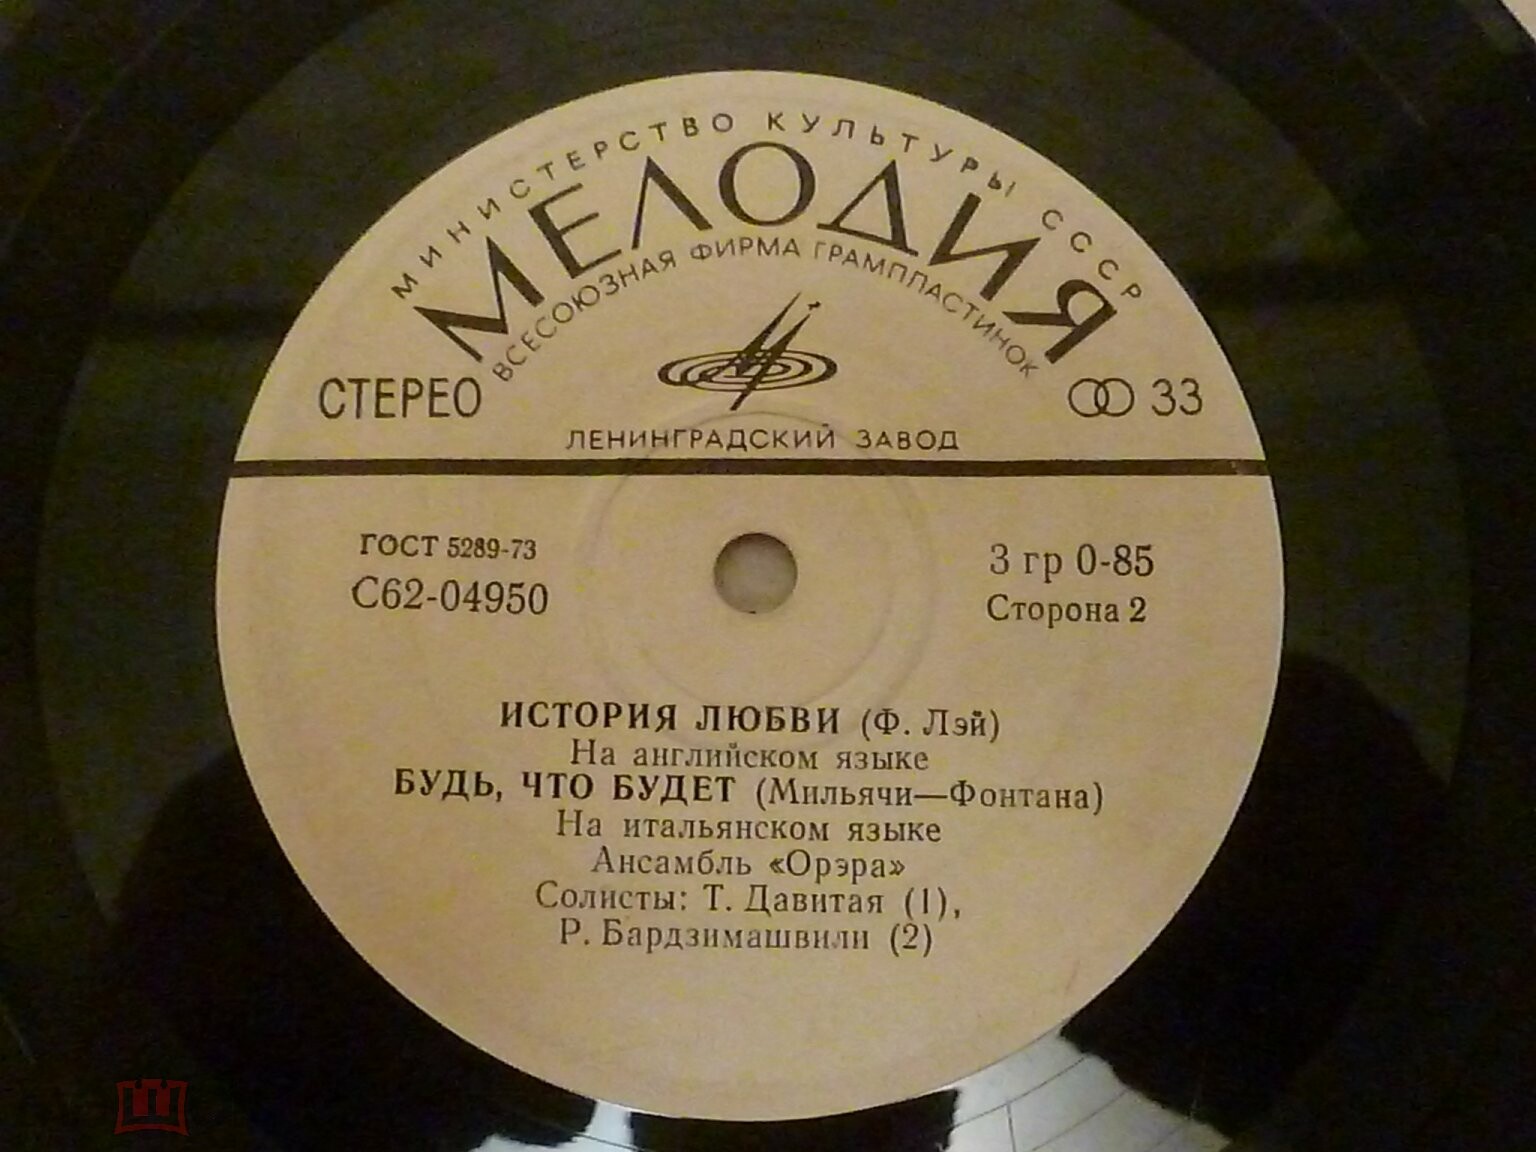 МИНИСТЕРСТВО КУЛЬТУРЫ СССР
МЕЛОДИЯ
ВСЕСОЮЗНАЯ ФИРМА ГРАМПЛАСТИНОК
СТЕРЕО
33
ЛЕНИНГРАДСКИЙ ЗАВОД
ГОСТ 5289-73
С62-04950
3 гр 0-85
Сторона 2
ИСТОРИЯ ЛЮБВИ (Ф. Лэй)
На английском языке
БУДЬ, ЧТО БУДЕТ (Мильячи—Фонтана)
На итальянском языке
Ансамбль «Орэра»
Солисты: Т. Давитая (1),
Р. Бардзимашвили (2)